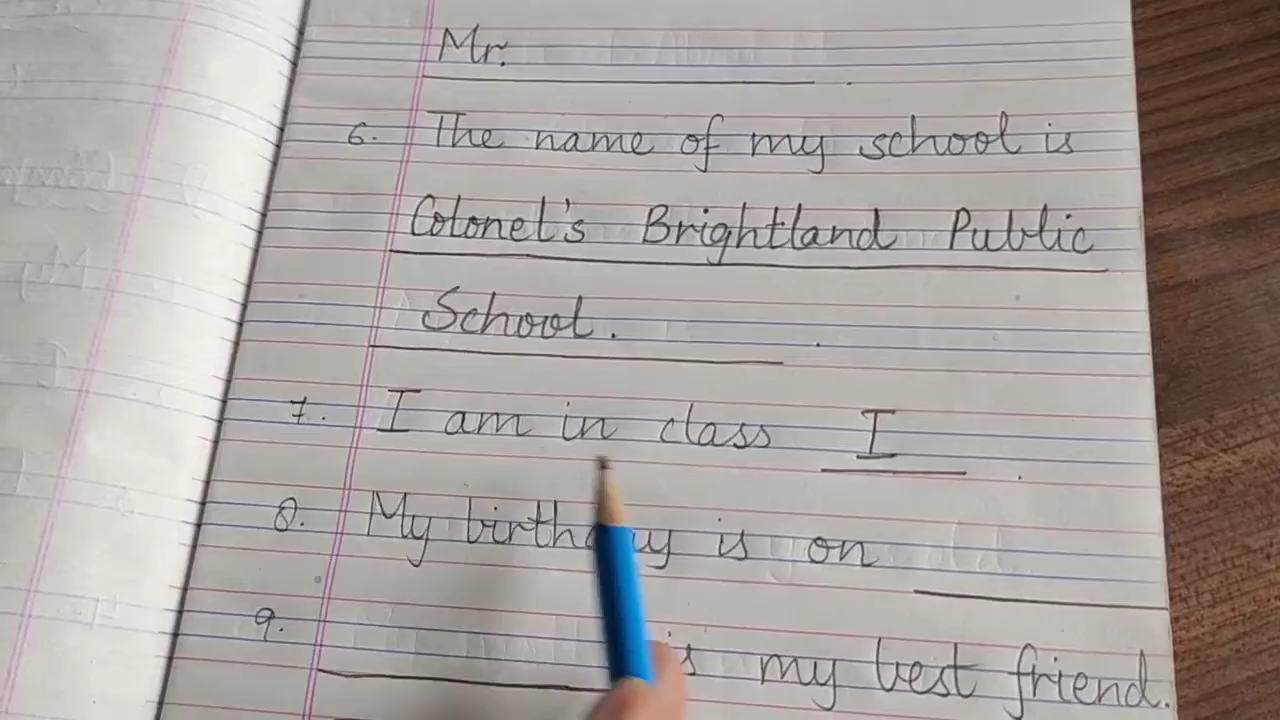 Mr.
6. The name of my school is
Colonel's Brightland Public
School.
7. I am in class I.
8. My birthday is on
9. is my best friend.